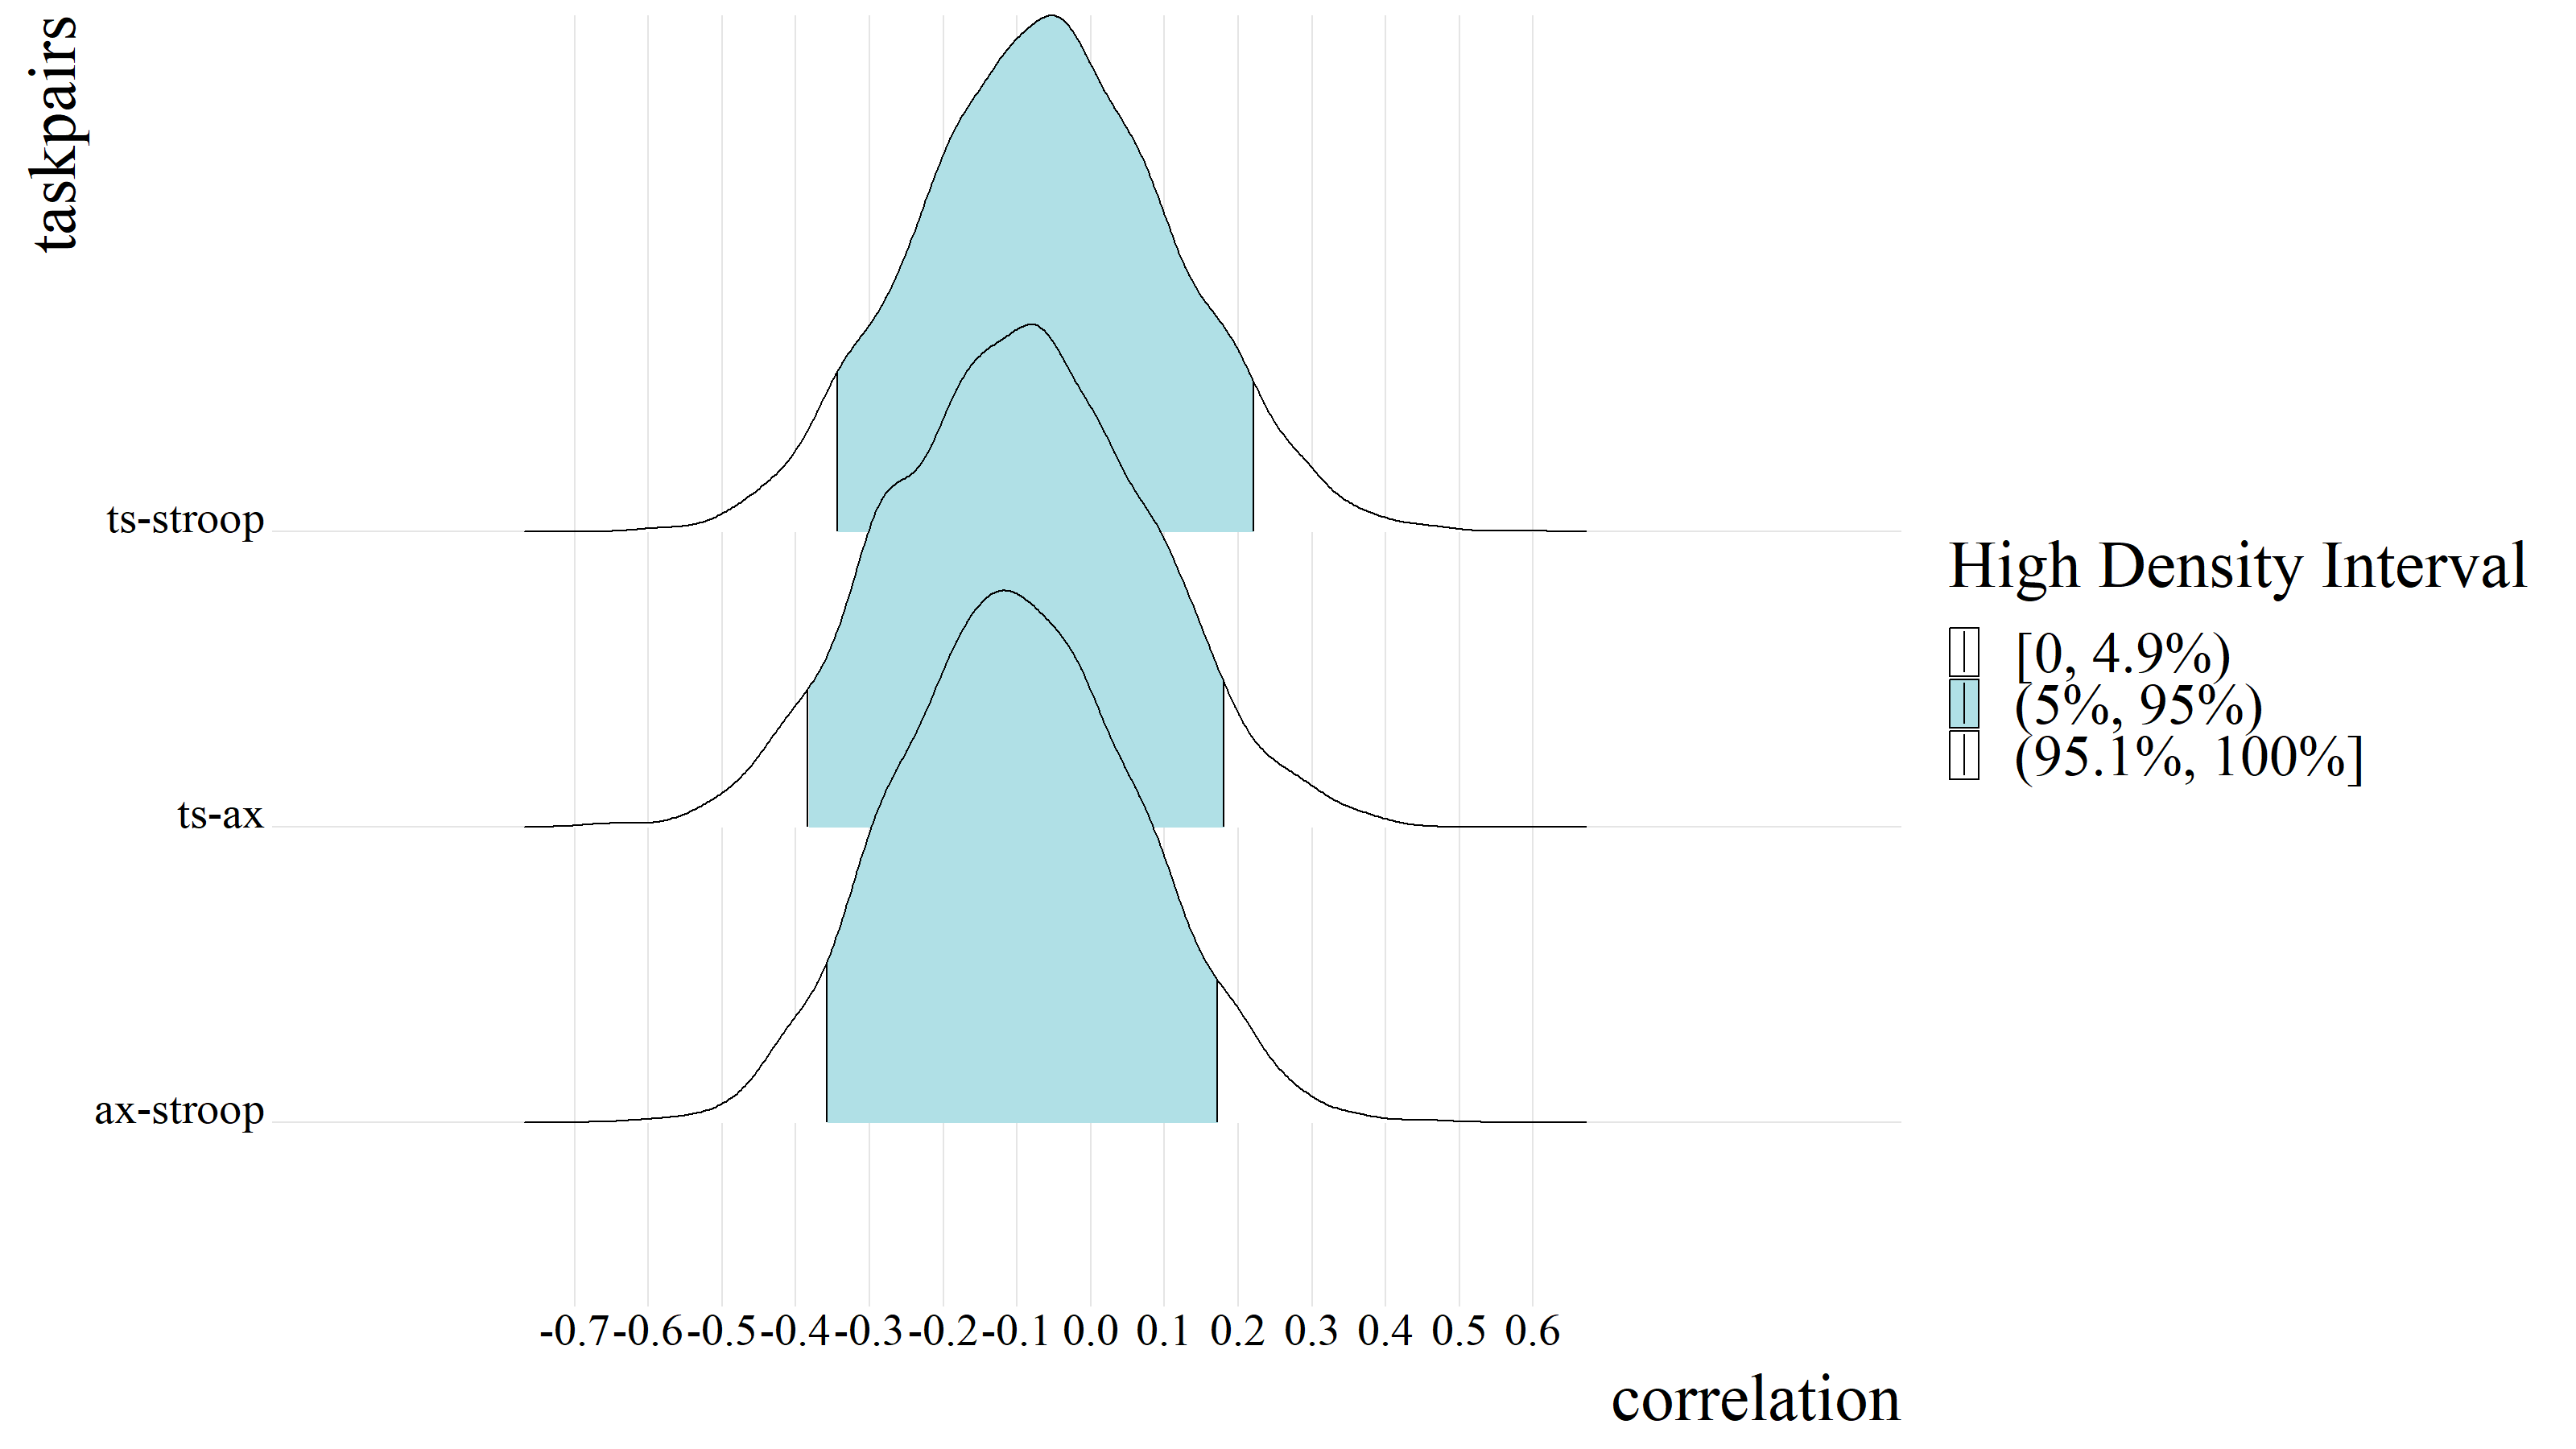 taskpairs
ts-stroop
ts-ax
ax-stroop
-0.7 -0.6 -0.5 -0.4 -0.3 -0.2 -0.1 0.0 0.1 0.2 0.3 0.4 0.5 0.6
correlation
High Density Interval
[0, 4.9%)
(5%, 95%)
(95.1%, 100%]